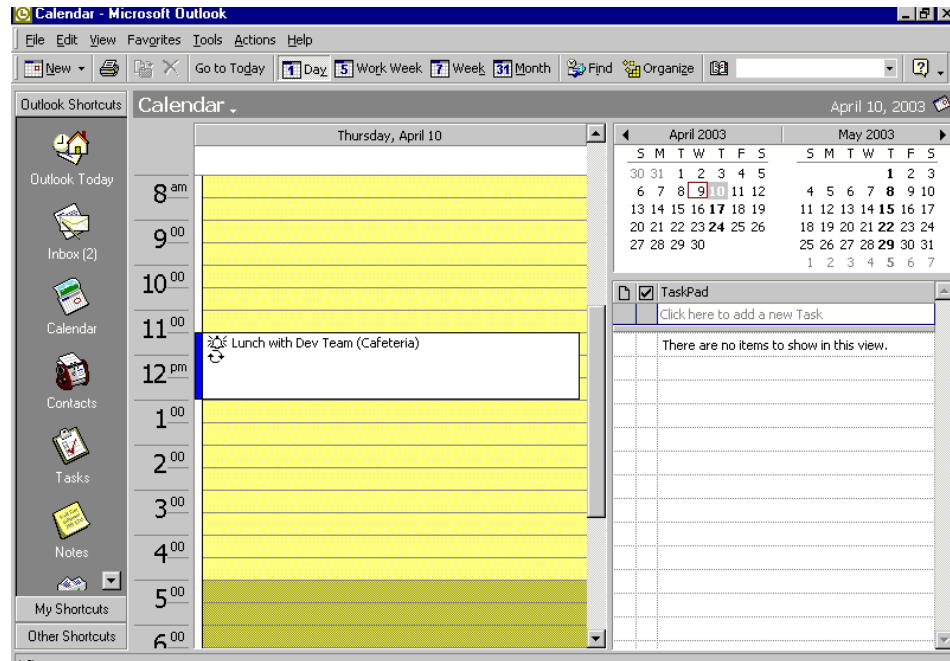 Calendar - Microsoft Outlook
File Edit View Favorites Tools Actions Help
New Go to Today 1 Day 5 Work Week 7 Week 31 Month Find Organize
Outlook Shortcuts
Outlook Today
Inbox (2)
Calendar
Contacts
Tasks
Notes
My Shortcuts
Other Shortcuts
Calendar
April 10, 2003
Thursday, April 10
8 am
9 00
10 00
11 00
12 pm
1 00
2 00
3 00
4 00
5 00
6 00
Lunch with Dev Team (Cafeteria)
April 2003
S M T W T F S
30 31 1 2 3 4 5
6 7 8 9 10 11 12
13 14 15 16 17 18 19
20 21 22 23 24 25 26
27 28 29 30
May 2003
S M T W T F S
1 2 3
4 5 6 7 8 9 10
11 12 13 14 15 16 17
18 19 20 21 22 23 24
25 26 27 28 29 30 31
1 2 3 4 5 6 7
TaskPad
Click here to add a new Task
There are no items to show in this view.